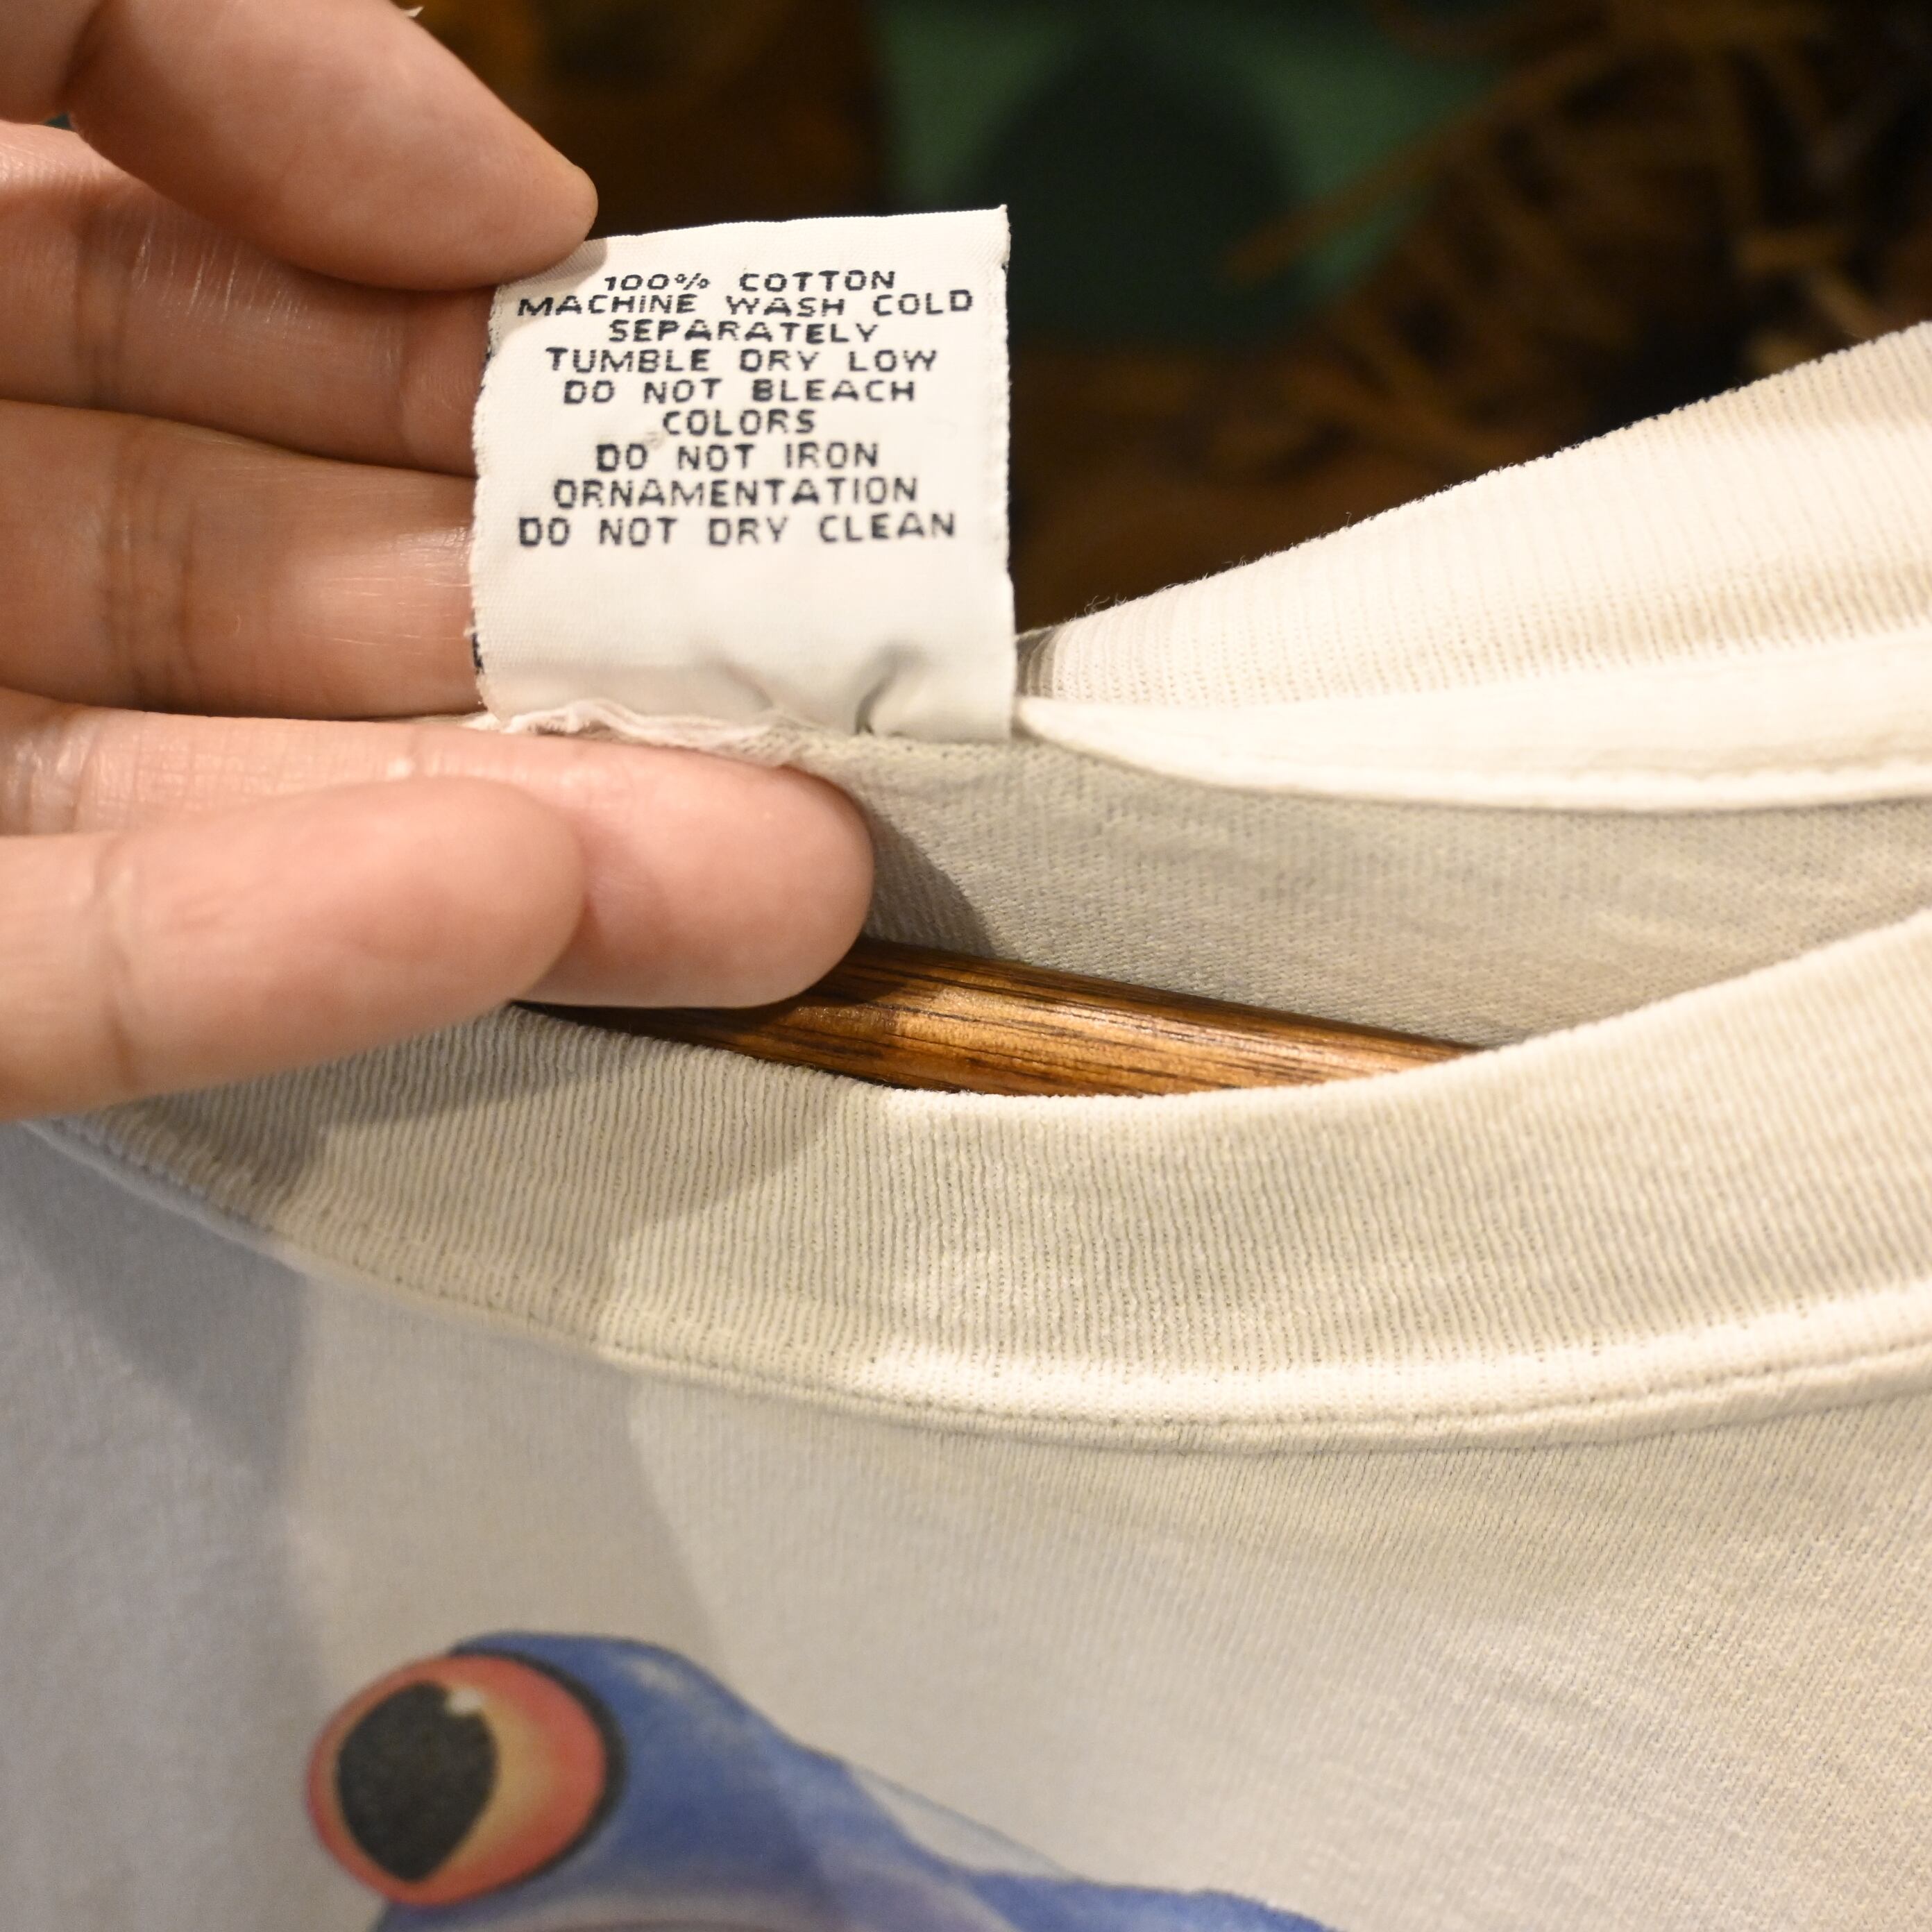 100% COTTON
MACHINE WASH COLD
SEPARATELY
TUMBLE DRY LOW
DO NOT BLEACH
COLORS
DO NOT IRON
ORNAMENTATION
DO NOT DRY CLEAN